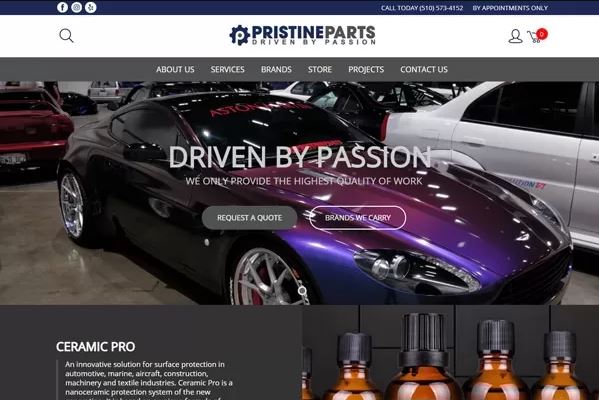 CALL TODAY (510) 573-4152 BY APPOINTMENTS ONLY
PRISTINEPARTS
DRIVEN BY PASSION
0
ABOUT US SERVICES BRANDS STORE PROJECTS CONTACT US
DRIVEN BY PASSION
WE ONLY PROVIDE THE HIGHEST QUALITY OF WORK
REQUEST A QUOTE BRANDS WE CARRY
CERAMIC PRO
An innovative solution for surface protection in
automotive, marine, aircraft, construction,
machinery and textile industries. Ceramic Pro is a
nanoceramic protection system of the new